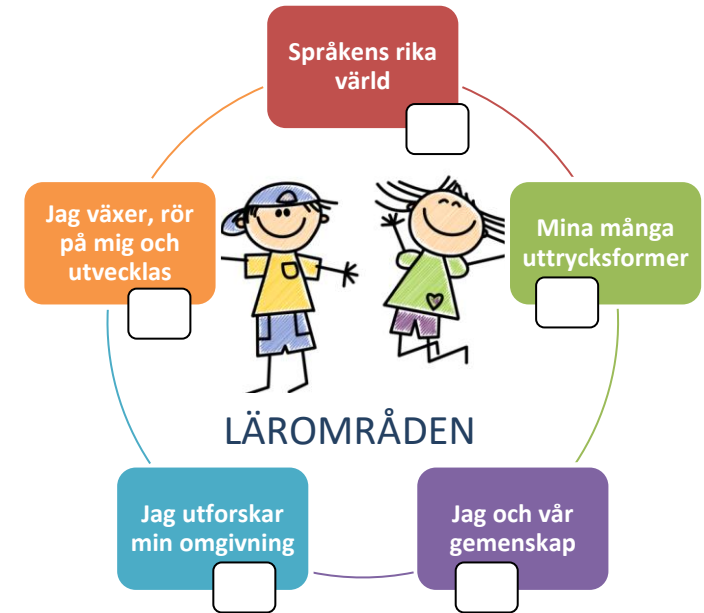 Språkens rika
värld
Jag växer, rör
på mig och
utvecklas
Mina många
uttrycksformer
LÄROMRÅDEN
Jag utforskar
min omgivning
Jag och vår
gemenskap